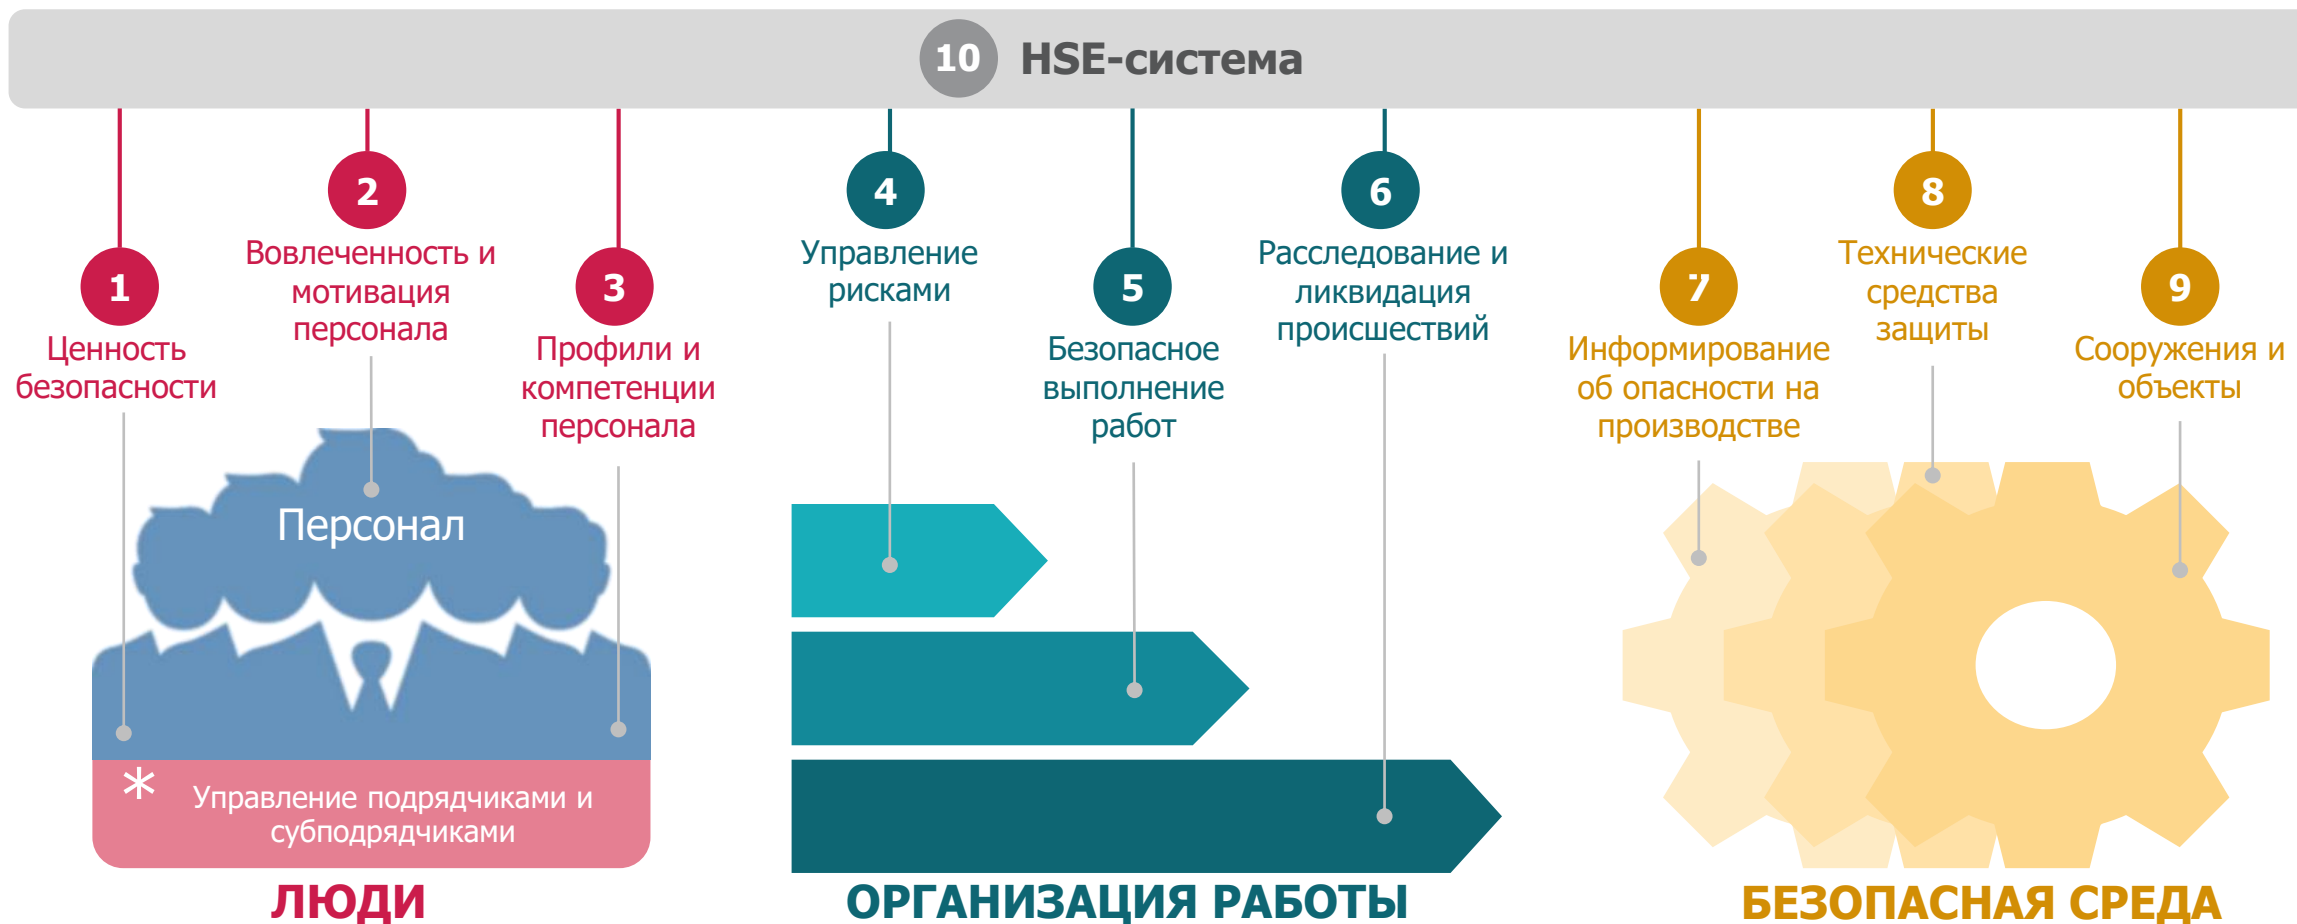 10 HSE-система
1
Ценность
безопасности
2
Вовлеченность и
мотивация
персонала
3
Профили и
компетенции
персонала
Персонал
* Управление подрядчиками и
субподрядчиками
ЛЮДИ
4
Управление
рисками
5
Безопасное
выполнение
работ
6
Расследование и
ликвидация
происшествий
ОРГАНИЗАЦИЯ РАБОТЫ
7
Информирование
об опасности на
производстве
8
Технические
средства
защиты
9
Сооружения и
объекты
БЕЗОПАСНАЯ СРЕДА